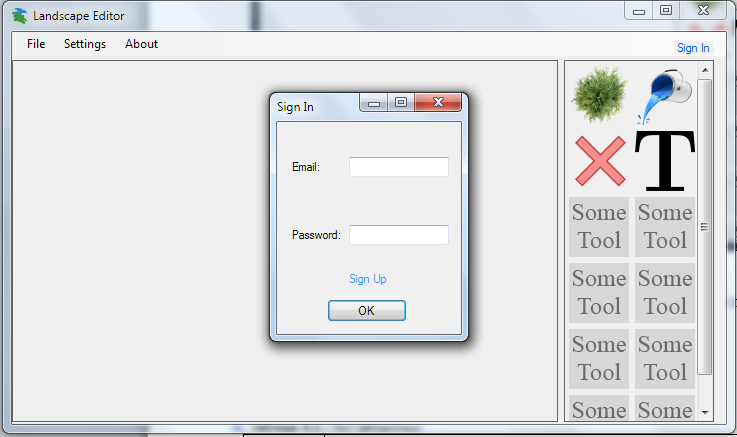 Landscape Editor
File Settings About
Sign In
Sign In
Email:
Password:
Sign Up
OK
T
Some Tool
Some Tool
Some Tool
Some Tool
Some Tool
Some Tool
Some
Some